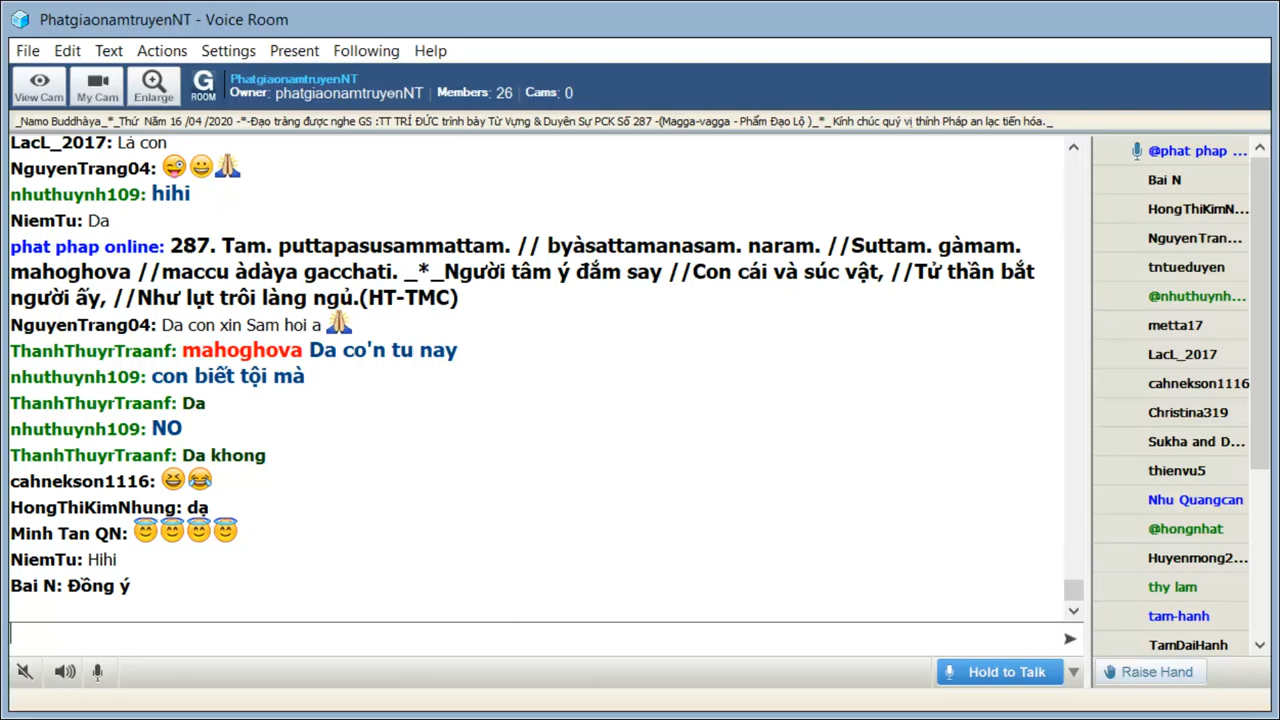 PhatgiaonamtruyenNT - Voice Room
File Edit Text Actions Settings Present Following Help
View Cam My Cam Enlarge G ROOM PhatgiaonamtruyenNT
Owner: phatgiaonamtruyenNT | Members: 26 | Cams: 0
_Namo Buddhàya_*_Thứ Năm 16 /04 /2020 -*-Đạo tràng được nghe GS :TT TRÍ ĐỨC trình bày Từ Vựng & Duyên Sự PCK Số 287 -(Magga-vagga - Phẩm Đạo Lộ )_*_ Kính chúc quý vị thính Pháp an lạc tiến hóa._
LacL_2017: Là con
NguyenTrang04: 😜😀🙏
nhuthuynh109: hihi
NiemTu: Da
phat phap online: 287. Tam. puttapasusammattam. // byàsattamanasam. naram. //Suttam. gàmam.
mahoghova //maccu àdàya gacchati. _*_Người tâm ý đắm say //Con cái và súc vật, //Tử thần bắt
người ấy, //Như lụt trôi làng ngủ.(HT-TMC)
NguyenTrang04: Da con xin Sam hoi a 🙏
ThanhThuyrTraanf: mahoghova Da co'n tu nay
nhuthuynh109: con biết tội mà
ThanhThuyrTraanf: Da
nhuthuynh109: NO
ThanhThuyrTraanf: Da khong
cahnekson1116: 😆😂
HongThiKimNhung: dạ
Minh Tan QN: 😇😇😇😇
NiemTu: Hihi
Bai N: Đồng ý
@phat phap ...
Bai N
HongThiKimN...
NguyenTran...
tntueduyen
@nhuthuynh...
metta17
LacL_2017
cahnekson1116
Christina319
Sukha and D...
thienvu5
Nhu Quangcan
@hongnhat
Huyenmong2...
thy lam
tam-hanh
TamDaiHanh
Hold to Talk
Raise Hand